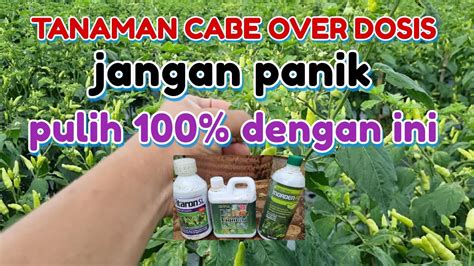 TANAMAN CABE OVER DOSIS
jangan panik
pulih 100% dengan ini